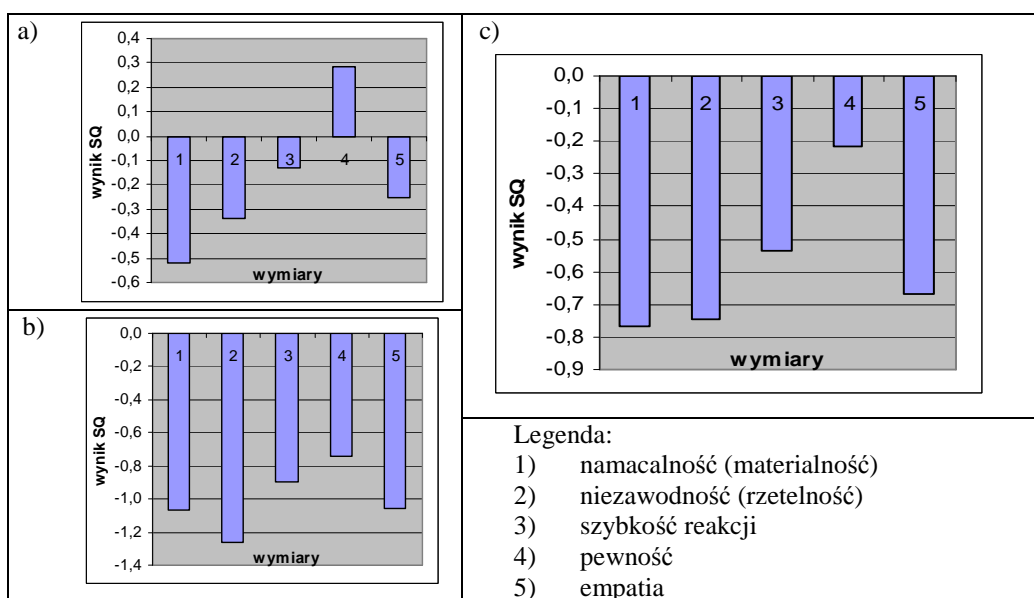 a)
0,4
0,3
0,2
0,1
0,0
-0,1
-0,2
-0,3
-0,4
-0,5
-0,6
wynik SQ
1
2
3
4
5
wymiary
b)
0,0
-0,2
-0,4
-0,6
-0,8
-1,0
-1,2
-1,4
wynik SQ
1
2
3
4
5
wymiary
c)
0,0
-0,1
-0,2
-0,3
-0,4
-0,5
-0,6
-0,7
-0,8
-0,9
wynik SQ
1
2
3
4
5
wymiary
Legenda:
1) namacalność (materialność)
2) niezawodność (rzetelność)
3) szybkość reakcji
4) pewność
5) empatia